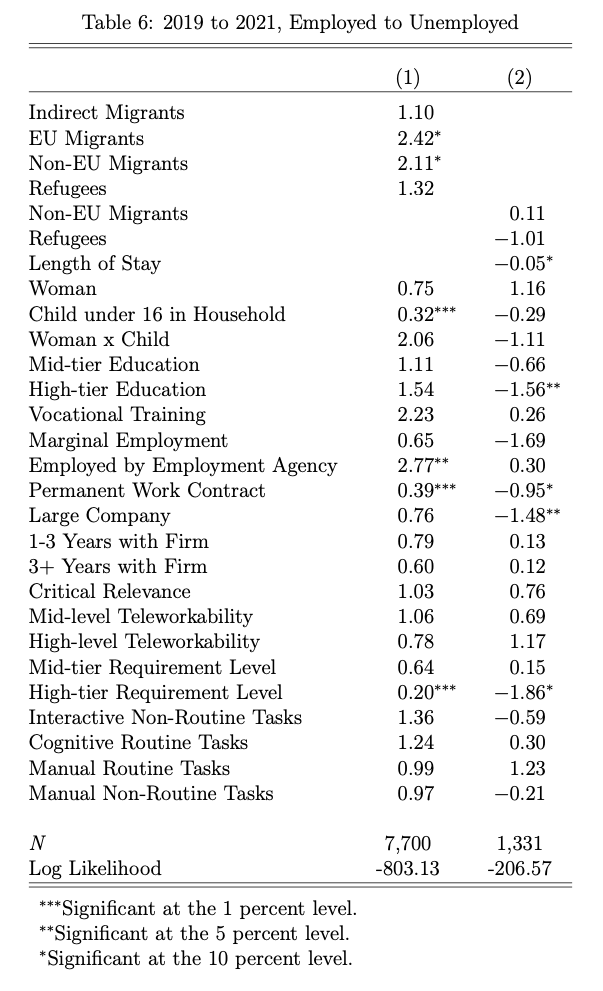 Table 6: 2019 to 2021, Employed to Unemployed
(1) (2)
Indirect Migrants 1.10
EU Migrants 2.42*
Non-EU Migrants 2.11*
Refugees 1.32
Non-EU Migrants 0.11
Refugees −1.01
Length of Stay −0.05*
Woman 0.75 1.16
Child under 16 in Household 0.32*** −0.29
Woman x Child 2.06 −1.11
Mid-tier Education 1.11 −0.66
High-tier Education 1.54 −1.56**
Vocational Training 2.23 0.26
Marginal Employment 0.65 −1.69
Employed by Employment Agency 2.77** 0.30
Permanent Work Contract 0.39*** −0.95*
Large Company 0.76 −1.48**
1-3 Years with Firm 0.79 0.13
3+ Years with Firm 0.60 0.12
Critical Relevance 1.03 0.76
Mid-level Teleworkability 1.06 0.69
High-level Teleworkability 0.78 1.17
Mid-tier Requirement Level 0.64 0.15
High-tier Requirement Level 0.20*** −1.86*
Interactive Non-Routine Tasks 1.36 −0.59
Cognitive Routine Tasks 1.24 0.30
Manual Routine Tasks 0.99 1.23
Manual Non-Routine Tasks 0.97 −0.21
N 7,700 1,331
Log Likelihood -803.13 -206.57
***Significant at the 1 percent level.
**Significant at the 5 percent level.
*Significant at the 10 percent level.